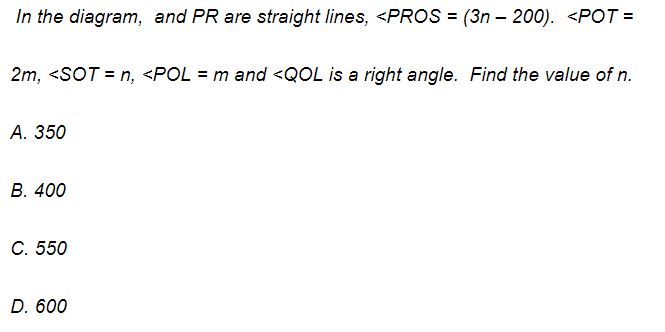 In the diagram, and PR are straight lines, <PROS = (3n – 200). <POT =
2m, <SOT = n, <POL = m and <QOL is a right angle. Find the value of n.
A. 350
B. 400
C. 550
D. 600